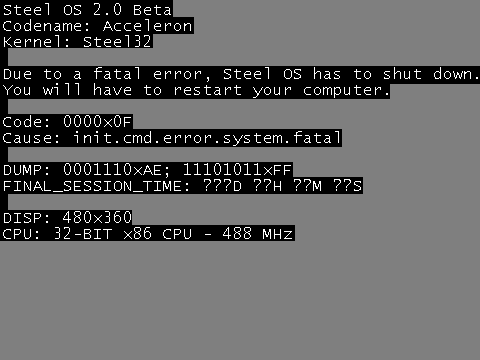 Steel OS 2.0 Beta
Codename: Acceleron
Kernel: Steel32
Due to a fatal error, Steel OS has to shut down.
You will have to restart your computer.
Code: 0000x0F
Cause: init.cmd.error.system.fatal
DUMP: 0001110xAE; 11101011xFF
FINAL_SESSION_TIME: ???D ??H ??M ??S
DISP: 480x360
CPU: 32-BIT x86 CPU - 488 MHz